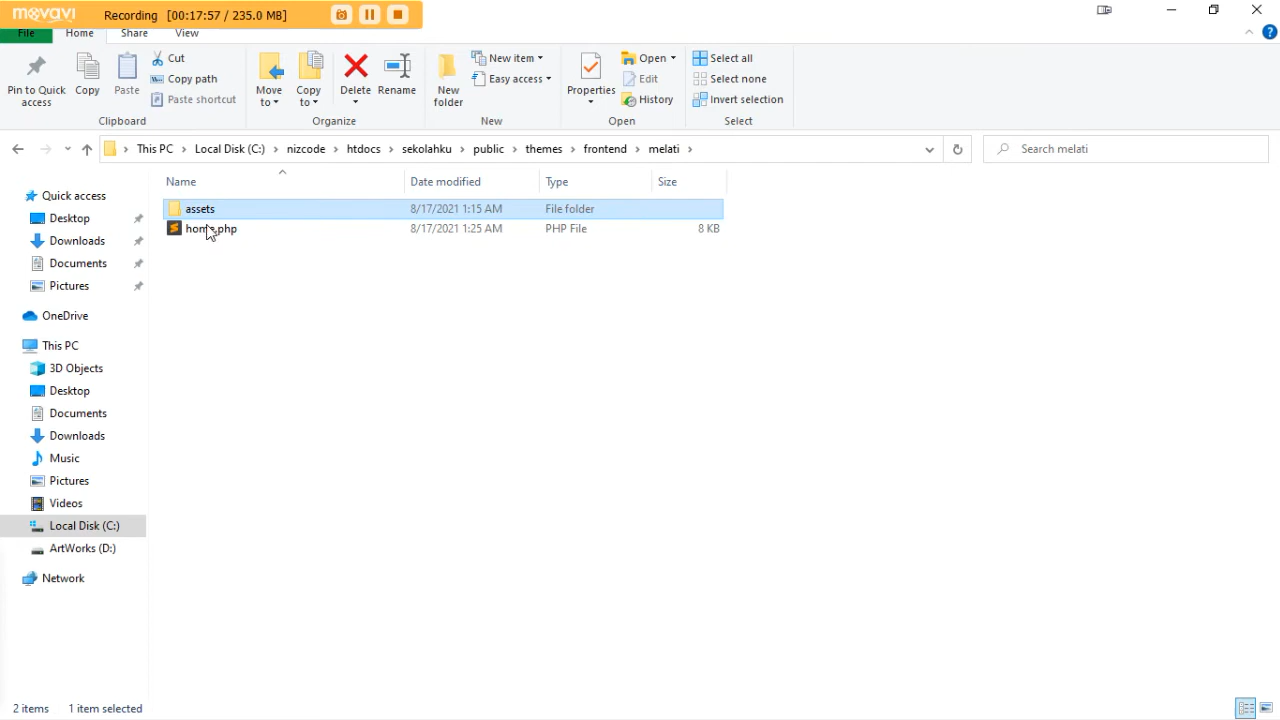 movavi
Recording [00:17:57 / 235.0 MB]
File
Home
Share
View
Pin to Quick access
Copy
Paste
Cut
Copy path
Paste shortcut
Clipboard
Move to
Copy to
Delete
Rename
Organize
New folder
New item
Easy access
New
Properties
Open
Edit
History
Open
Select all
Select none
Invert selection
Select
This PC
Local Disk (C:)
nizcode
htdocs
sekolahku
public
themes
frontend
melati
Search melati
Name
Date modified
Type
Size
assets 8/17/2021 1:15 AM File folder
home.php 8/17/2021 1:25 AM PHP File 8 KB
Quick access
Desktop
Downloads
Documents
Pictures
OneDrive
This PC
3D Objects
Desktop
Documents
Downloads
Music
Pictures
Videos
Local Disk (C:)
ArtWorks (D:)
Network
2 items
1 item selected